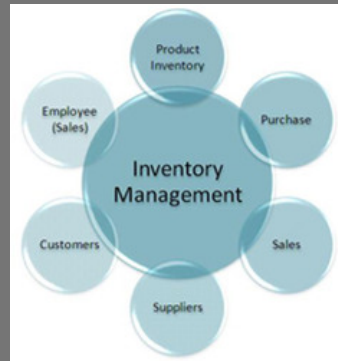 Product
Inventory
Employee
(Sales)
Purchase
Inventory
Management
Customers
Sales
Suppliers